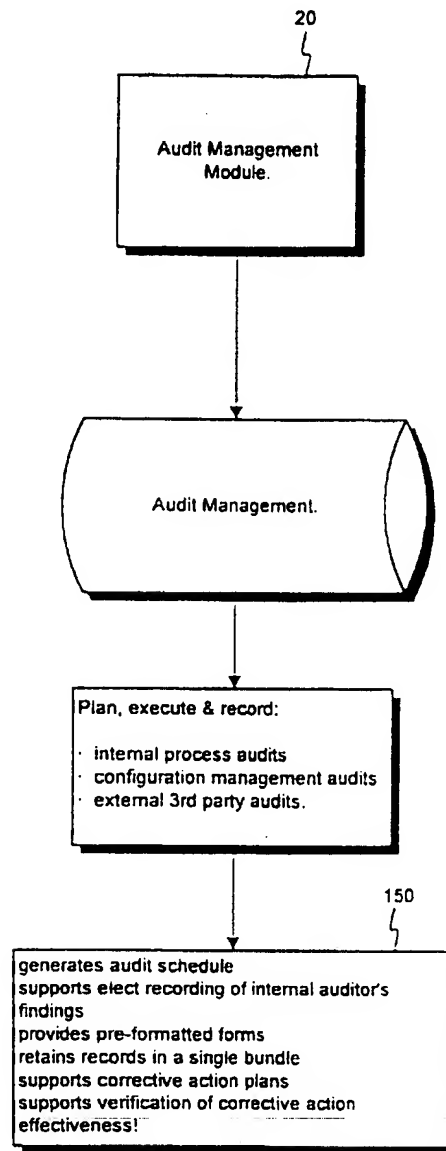 20
Audit Management
Module.
Audit Management.
Plan, execute & record:
· internal process audits
· configuration management audits
· external 3rd party audits.
150
generates audit schedule
supports elect recording of internal auditor's
findings
provides pre-formatted forms
retains records in a single bundle
supports corrective action plans
supports verification of corrective action
effectiveness!